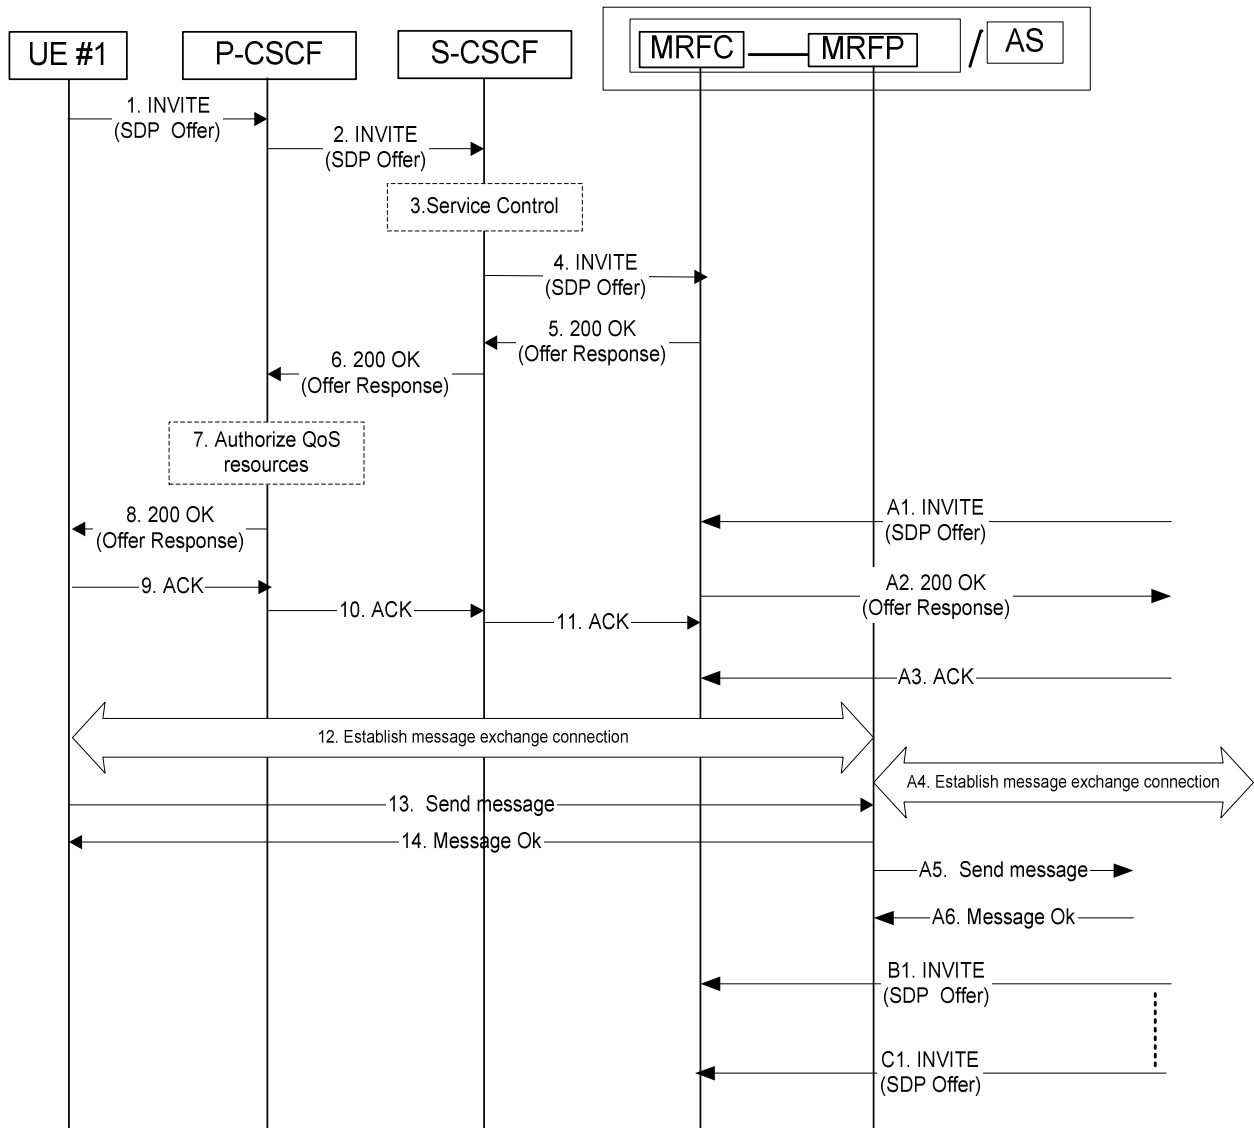 UE #1
P-CSCF
S-CSCF
MRFC
MRFP
/
AS
1. INVITE
(SDP Offer)
2. INVITE
(SDP Offer)
3.Service Control
4. INVITE
(SDP Offer)
5. 200 OK
(Offer Response)
6. 200 OK
(Offer Response)
7. Authorize QoS
resources
A1. INVITE
(SDP Offer)
8. 200 OK
(Offer Response)
9. ACK
A2. 200 OK
(Offer Response)
10. ACK
11. ACK
A3. ACK
12. Establish message exchange connection
A4. Establish message exchange connection
13. Send message
14. Message Ok
A5. Send message
A6. Message Ok
B1. INVITE
(SDP Offer)
C1. INVITE
(SDP Offer)